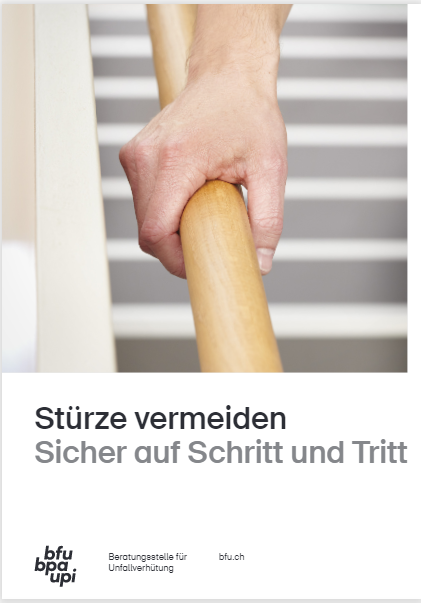 Stürze vermeiden
Sicher auf Schritt und Tritt
bfu
bpa
upi
Beratungsstelle für
Unfallverhütung
bfu.ch